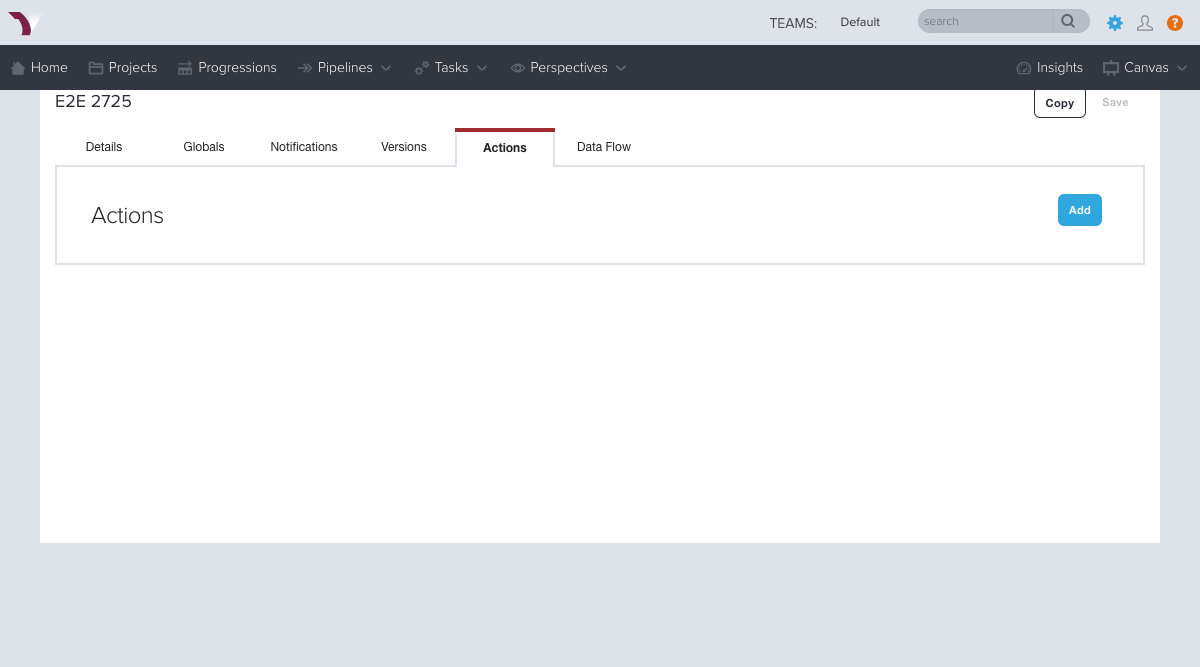 TEAMS: Default search ?
Home Projects Progressions Pipelines Tasks Perspectives Insights Canvas
E2E 2725 Copy Save
Details Globals Notifications Versions Actions Data Flow
Actions Add